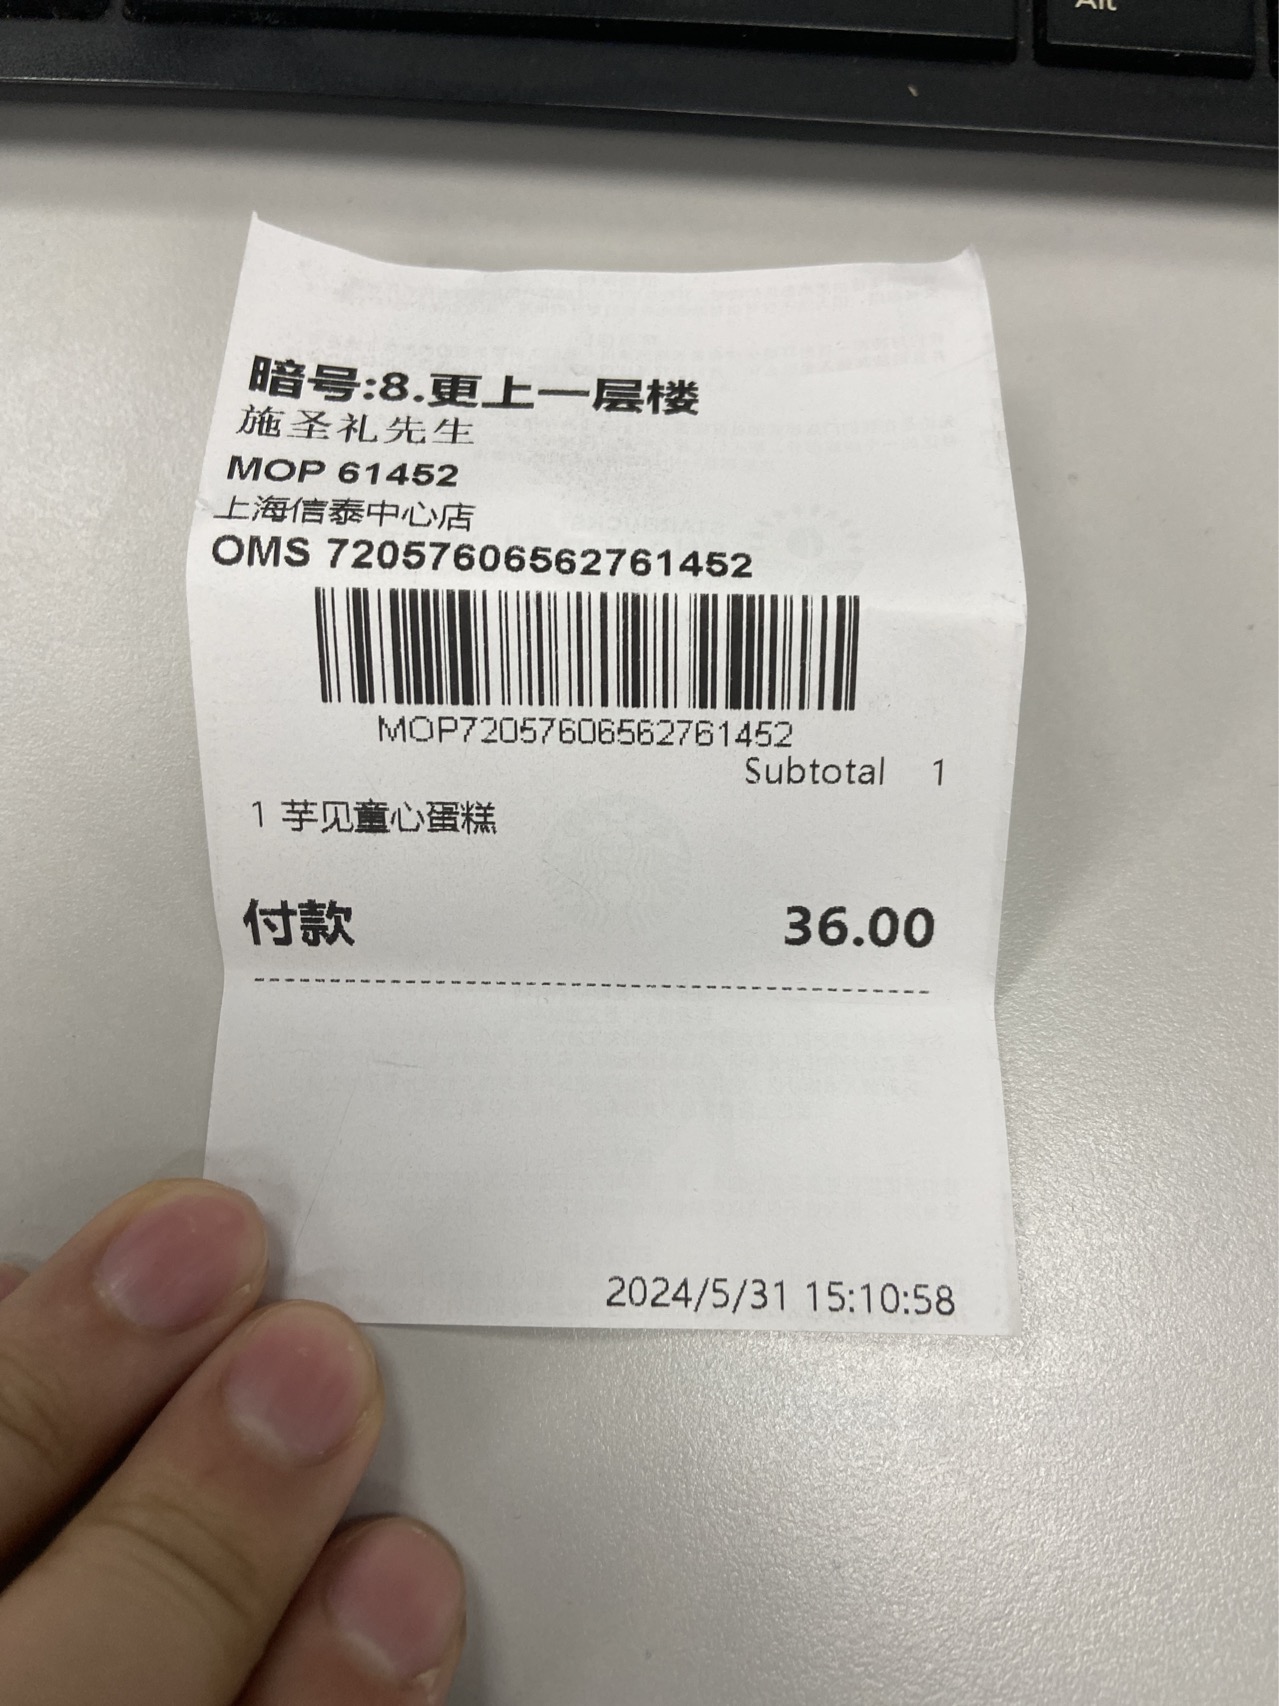 Alt
暗号:8.更上一层楼
施圣礼先生
MOP 61452
上海信泰中心店
OMS 72057606562761452
MOP72057606562761452
Subtotal 1
1 芋见童心蛋糕
付款 36.00
2024/5/31 15:10:58